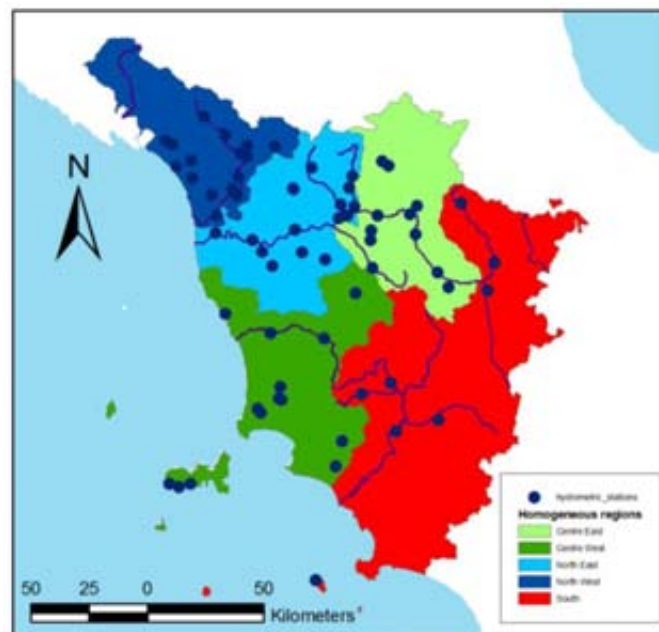 N
hydrometric_stations
Homogeneous regions
Centre East
Centre West
North East
North West
South
50 25 0 50
Kilometers